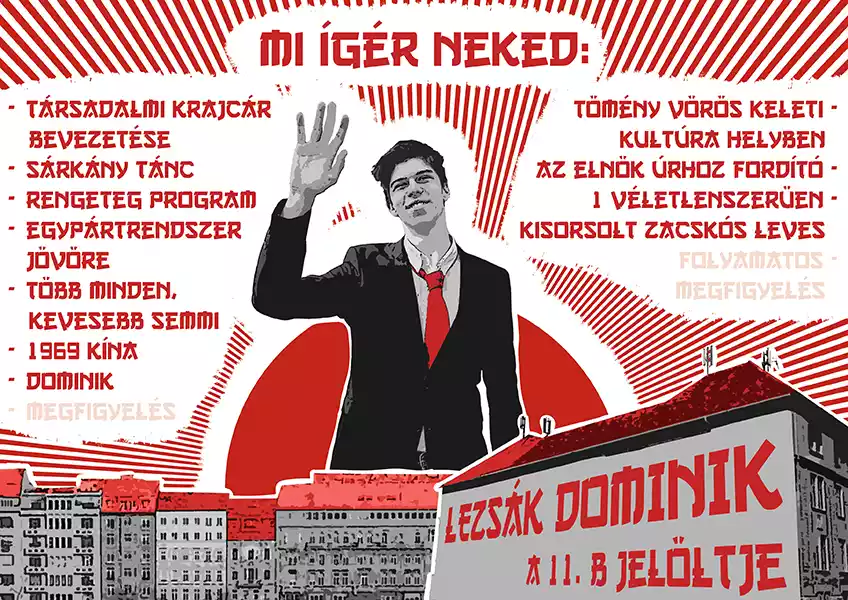 MI ÍGÉR NEKED:
- TÁRSADALMI KRAJCÁR
BEVEZETÉSE
- SÁRKÁNY TÁNC
- RENGETEG PROGRAM
- EGYPÁRTRENDSZER
JÖVŐRE
- TÖBB MINDEN,
KEVESEBB SEMMI
- 1969 KÍNA
- DOMINIK
- MEGFIGYELÉS
TÖMÉNY VÖRÖS KELETI -
KULTÚRA HELYBEN
AZ ELNÖK ÚRHOZ FORDÍTÓ -
1 VÉLETLENSZERŰEN -
KISORSOLT ZACSKÓS LEVES
FOLYAMATOS -
MEGFIGYELÉS
LEZSÁK DOMINIK
A 11. B JELÖLTJE